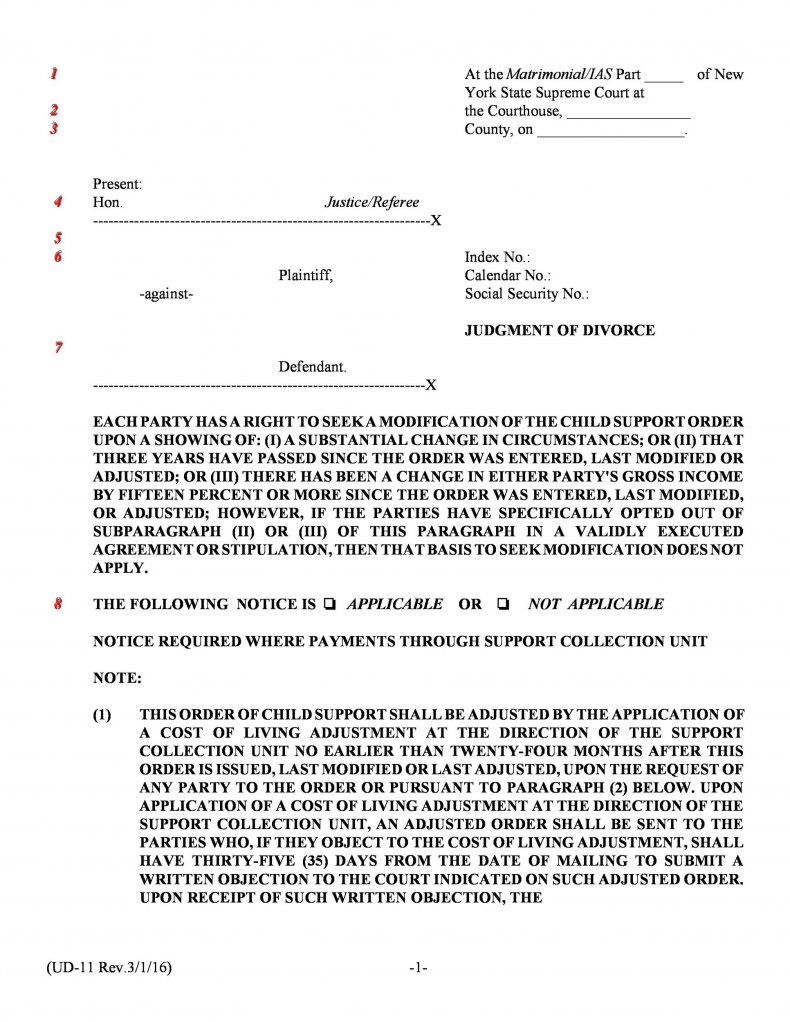 1 At the Matrimonial/IAS Part _____ of New
York State Supreme Court at
2 the Courthouse, ________________
3 County, on ___________________.
Present:
4 Hon. Justice/Referee
------------------------------------------------------------------X
5
6 Index No.:
Plaintiff, Calendar No.:
-against- Social Security No.:
JUDGMENT OF DIVORCE
7
Defendant.
-----------------------------------------------------------------X
EACH PARTY HAS A RIGHT TO SEEK A MODIFICATION OF THE CHILD SUPPORT ORDER
UPON A SHOWING OF: (I) A SUBSTANTIAL CHANGE IN CIRCUMSTANCES; OR (II) THAT
THREE YEARS HAVE PASSED SINCE THE ORDER WAS ENTERED, LAST MODIFIED OR
ADJUSTED; OR (III) THERE HAS BEEN A CHANGE IN EITHER PARTY'S GROSS INCOME
BY FIFTEEN PERCENT OR MORE SINCE THE ORDER WAS ENTERED, LAST MODIFIED,
OR ADJUSTED; HOWEVER, IF THE PARTIES HAVE SPECIFICALLY OPTED OUT OF
SUBPARAGRAPH (II) OR (III) OF THIS PARAGRAPH IN A VALIDLY EXECUTED
AGREEMENT OR STIPULATION, THEN THAT BASIS TO SEEK MODIFICATION DOES NOT
APPLY.
8 THE FOLLOWING NOTICE IS ❏ APPLICABLE OR ❏ NOT APPLICABLE
NOTICE REQUIRED WHERE PAYMENTS THROUGH SUPPORT COLLECTION UNIT
NOTE:
(1) THIS ORDER OF CHILD SUPPORT SHALL BE ADJUSTED BY THE APPLICATION OF
A COST OF LIVING ADJUSTMENT AT THE DIRECTION OF THE SUPPORT
COLLECTION UNIT NO EARLIER THAN TWENTY-FOUR MONTHS AFTER THIS
ORDER IS ISSUED, LAST MODIFIED OR LAST ADJUSTED, UPON THE REQUEST OF
ANY PARTY TO THE ORDER OR PURSUANT TO PARAGRAPH (2) BELOW. UPON
APPLICATION OF A COST OF LIVING ADJUSTMENT AT THE DIRECTION OF THE
SUPPORT COLLECTION UNIT, AN ADJUSTED ORDER SHALL BE SENT TO THE
PARTIES WHO, IF THEY OBJECT TO THE COST OF LIVING ADJUSTMENT, SHALL
HAVE THIRTY-FIVE (35) DAYS FROM THE DATE OF MAILING TO SUBMIT A
WRITTEN OBJECTION TO THE COURT INDICATED ON SUCH ADJUSTED ORDER.
UPON RECEIPT OF SUCH WRITTEN OBJECTION, THE
(UD-11 Rev.3/1/16) -1-